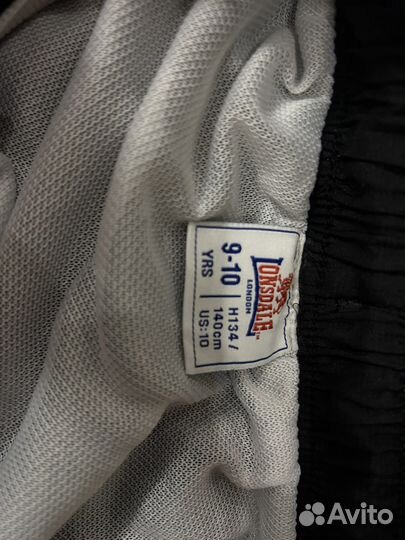 LONSDALE
LONDON
9-10
YRS
H134/
140cm
US:10
Avito